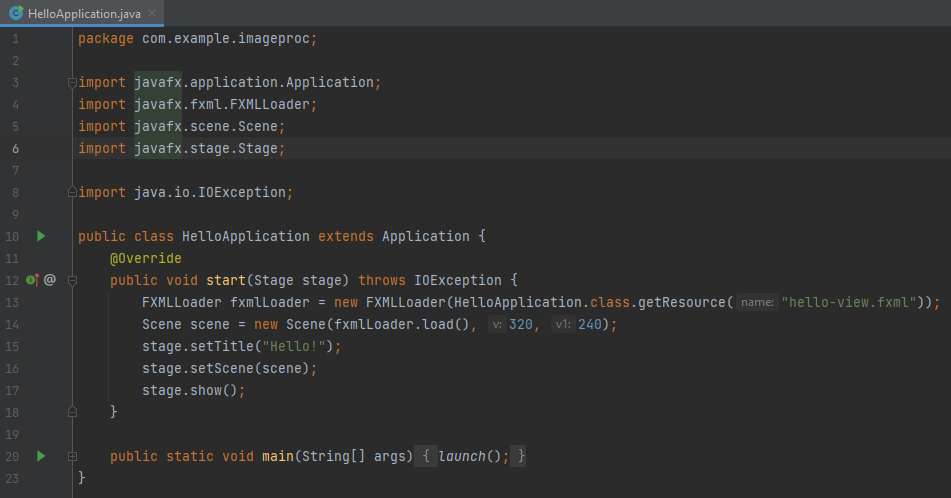 HelloApplication.java
1 package com.example.imageproc;
2
3 import javafx.application.Application;
4 import javafx.fxml.FXMLLoader;
5 import javafx.scene.Scene;
6 import javafx.stage.Stage;
7
8 import java.io.IOException;
9
10 public class HelloApplication extends Application {
11 @Override
12 @ public void start(Stage stage) throws IOException {
13 FXMLLoader fxmlLoader = new FXMLLoader(HelloApplication.class.getResource( name: "hello-view.fxml"));
14 Scene scene = new Scene(fxmlLoader.load(), v: 320, v1: 240);
15 stage.setTitle("Hello!");
16 stage.setScene(scene);
17 stage.show();
18 }
19
20 public static void main(String[] args) { launch(); }
23 }